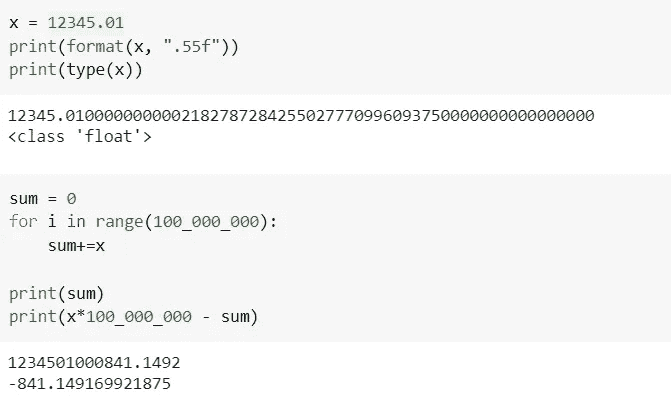 x = 12345.01
print(format(x, ".55f"))
print(type(x))
12345.0100000000002182787284255027770996093750000000000000000
<class 'float'>
sum = 0
for i in range(100_000_000):
    sum+=x
print(sum)
print(x*100_000_000 - sum)
1234501000841.1492
-841.149169921875